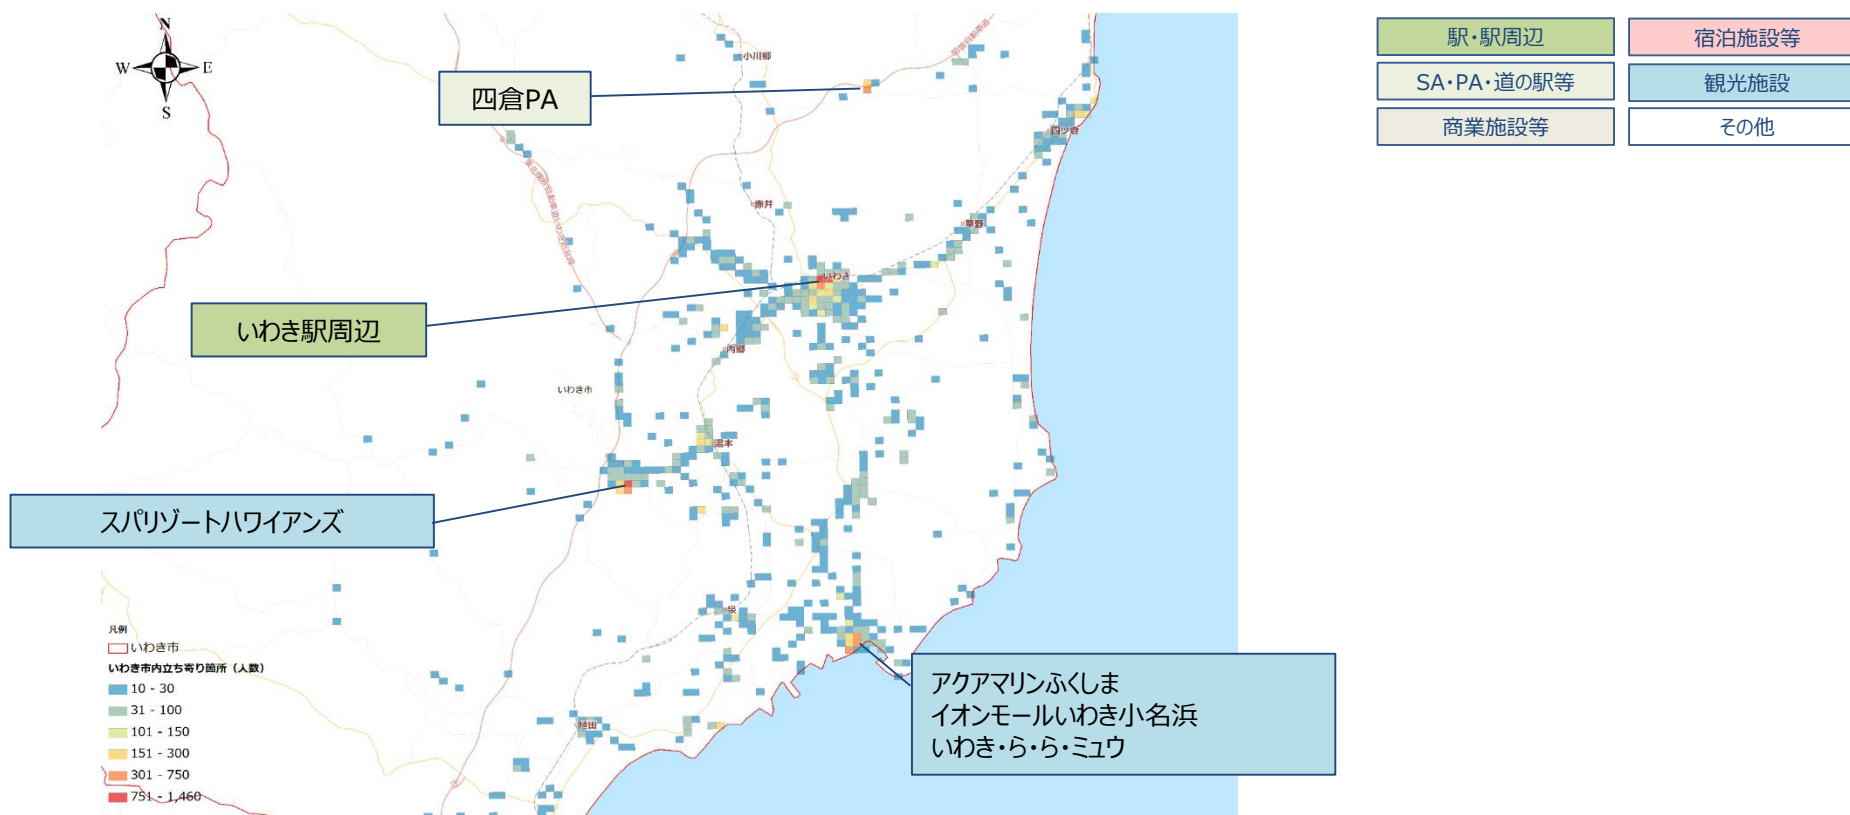 N
W
E
S
四倉PA
いわき駅周辺
スパリゾートハワイアンズ
アクアマリンふくしま
イオンモールいわき小名浜
いわき・ら・ら・ミュウ
駅・駅周辺
宿泊施設等
SA・PA・道の駅等
観光施設
商業施設等
その他
小川郷
常磐自動車道
四ツ倉
赤井
草野
いわき
内郷
いわき市
湯本
泉
植田
凡例
いわき市
いわき市内立ち寄り箇所（人数）
10 - 30
31 - 100
101 - 150
151 - 300
301 - 750
751 - 1,460